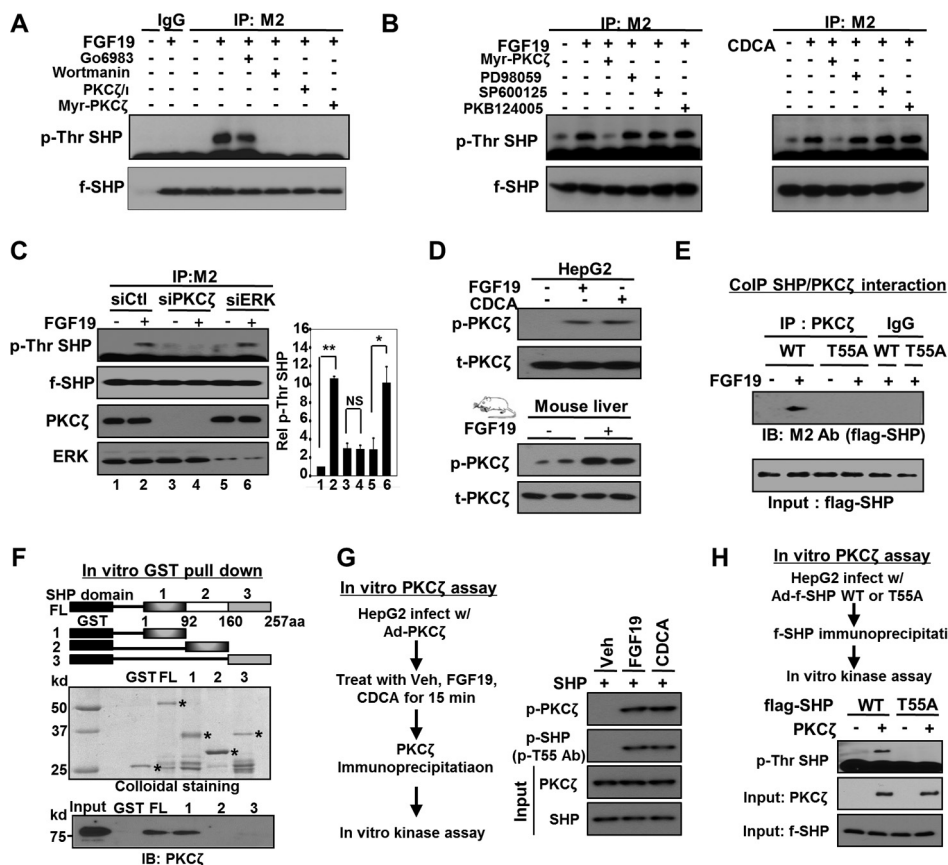 A
IgG IP: M2
FGF19 - + - + + + + +
Go6983 - - - - + - - -
Wortmanin - - - - - + - -
PKCζ/ι - - - - - - + -
Myr-PKCζ - - - - - - - +
p-Thr SHP
f-SHP
B
IP: M2
FGF19 - + + + + +
Myr-PKCζ - - + - - -
PD98059 - - - + - -
SP600125 - - - - + -
PKB124005 - - - - - +
p-Thr SHP
f-SHP
IP: M2
CDCA - + + + + +
- - + - - -
- - - + - -
- - - - + -
- - - - - +
C
IP:M2
siCtl siPKCζ siERK
FGF19 - + - + - +
p-Thr SHP
f-SHP
PKCζ
ERK
1 2 3 4 5 6
Rel p-Thr SHP
16
14
12
10
8
6
4
2
0
** NS *
1 2 3 4 5 6
D
HepG2
FGF19 - + -
CDCA - - +
p-PKCζ
t-PKCζ
Mouse liver
FGF19 - +
p-PKCζ
t-PKCζ
E
CoIP SHP/PKCζ interaction
IP : PKCζ IgG
WT T55A WT T55A
FGF19 - + - + + +
IB: M2 Ab (flag-SHP)
Input : flag-SHP
F
In vitro GST pull down
SHP domain 1 2 3
FL
GST 1 92 160 257aa
1
2
3
kd GST FL 1 2 3
50
37
25
* * * * *
Colloidal staining
kd Input GST FL 1 2 3
75-
IB: PKCζ
G
In vitro PKCζ assay
HepG2 infect w/
Ad-PKCζ
Treat with Veh, FGF19,
CDCA for 15 min
PKCζ
Immunoprecipitatiaon
In vitro kinase assay
Veh FGF19 CDCA
SHP + + +
p-PKCζ
p-SHP
(p-T55 Ab)
Input
PKCζ
SHP
H
In vitro PKCζ assay
HepG2 infect w/
Ad-f-SHP WT or T55A
f-SHP immunoprecipitati
In vitro kinase assay
flag-SHP WT T55A
PKCζ - + - +
p-Thr SHP
Input: PKCζ
Input: f-SHP